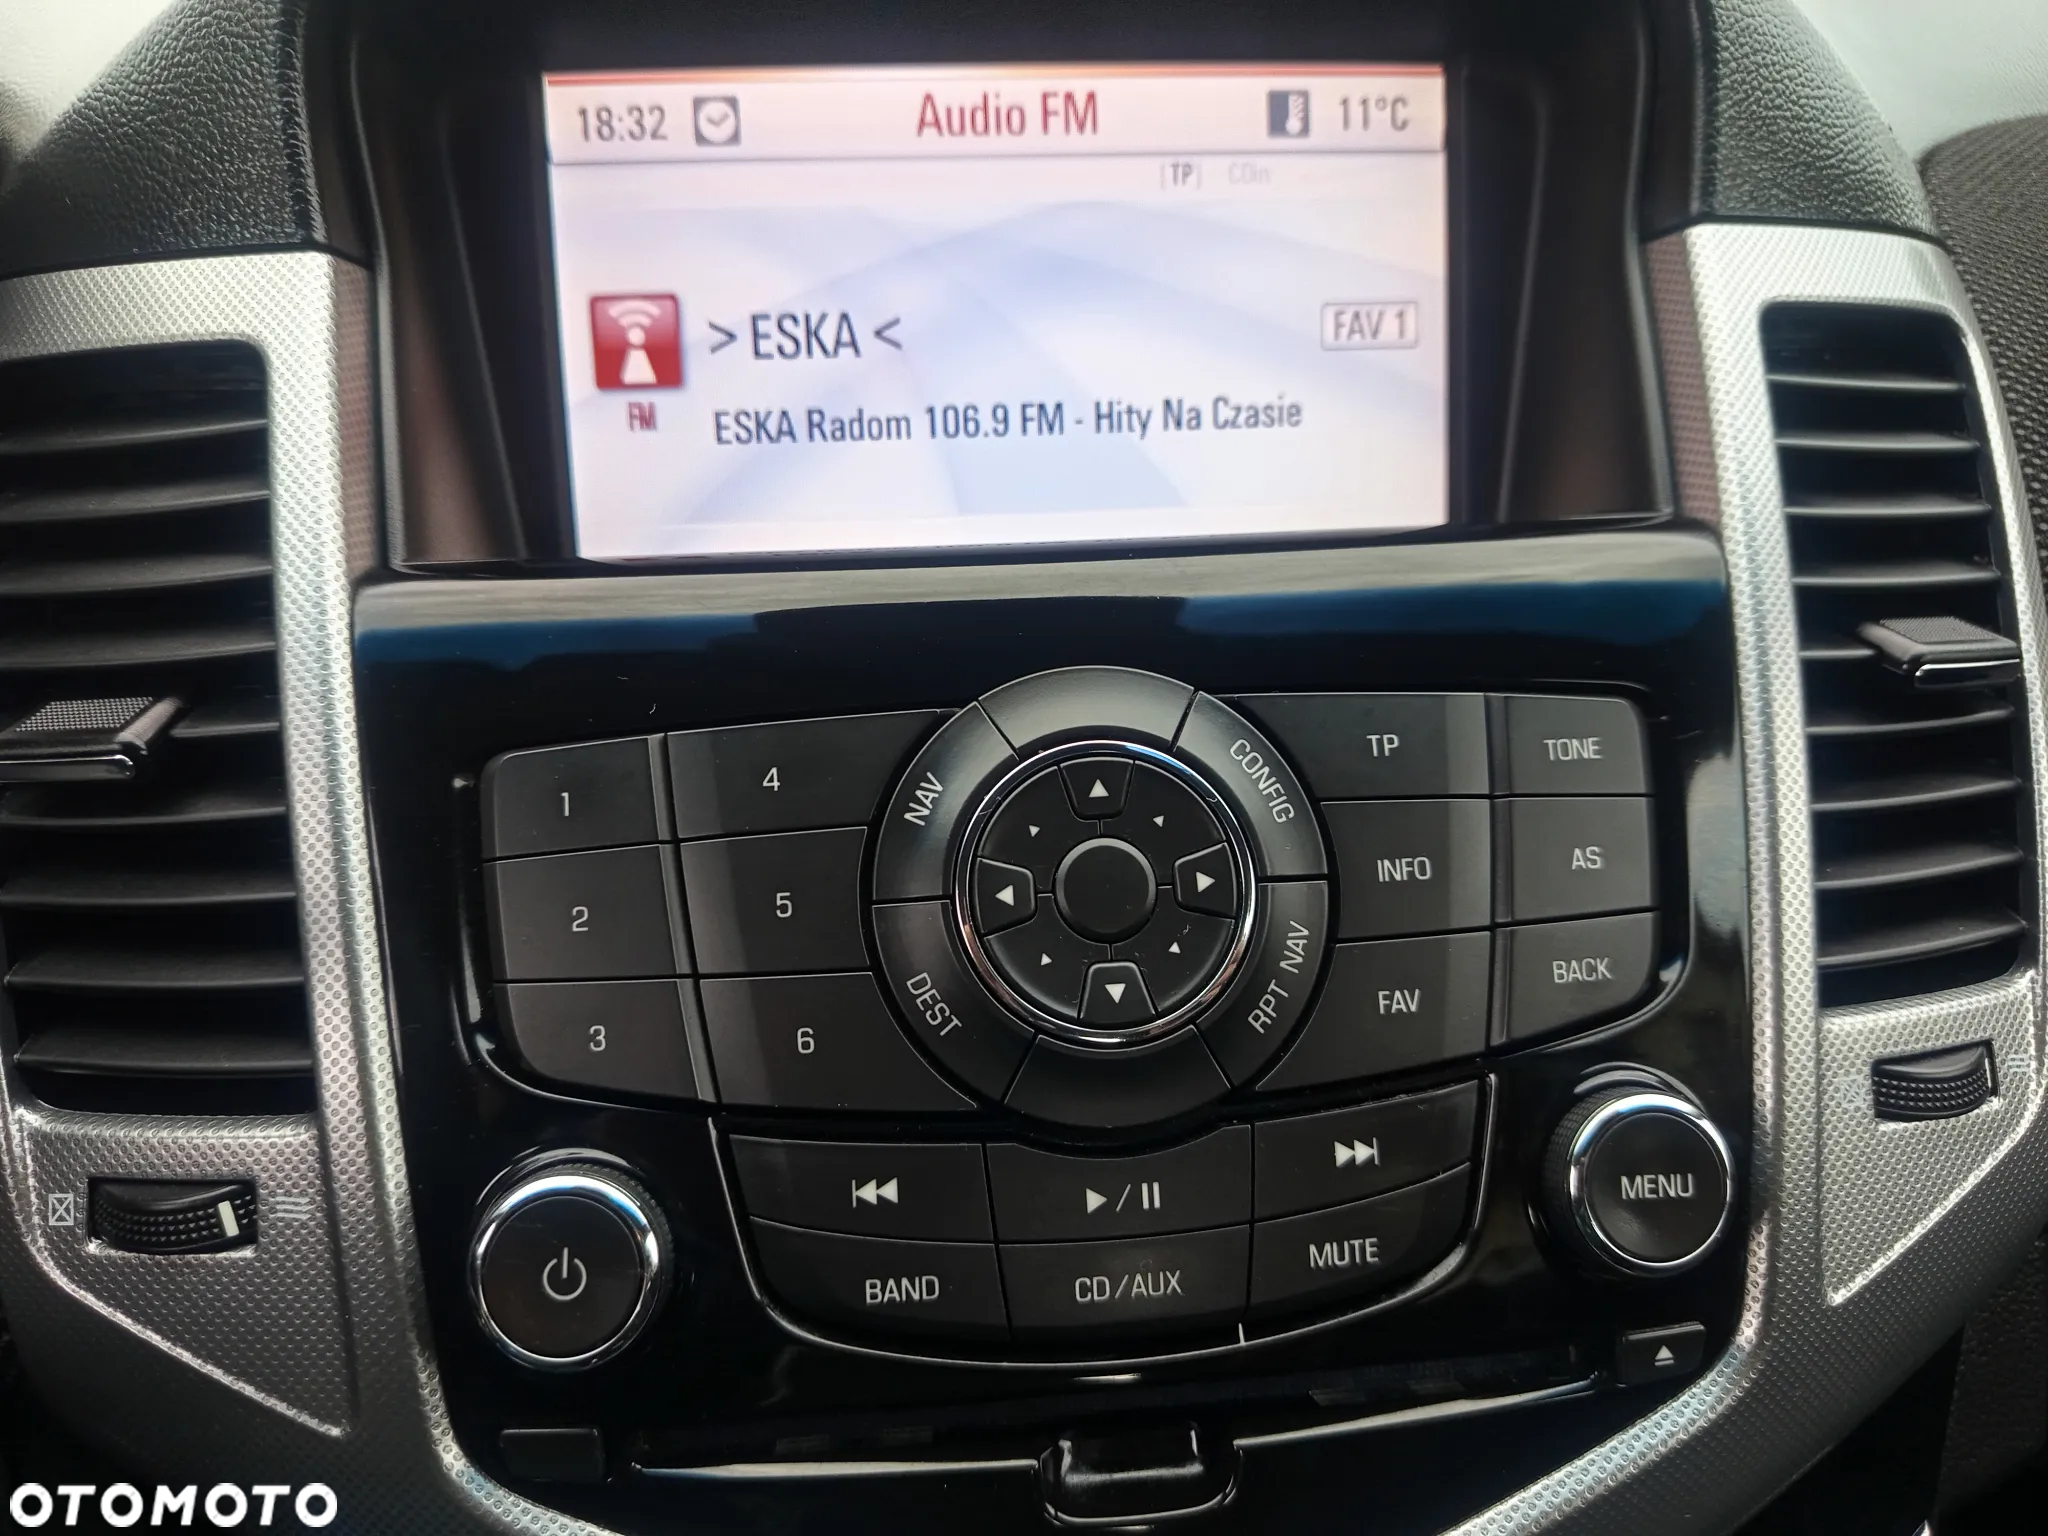 18:32 Audio FM 11°C
[TP] CDin
> ESKA < FAV 1
FM ESKA Radom 106.9 FM - Hity Na Czasie
1 4 NAV CONFIG TP TONE
2 5 INFO AS
3 6 DEST RPT NAV FAV BACK
MENU
BAND CD/AUX MUTE
OTOMOTO